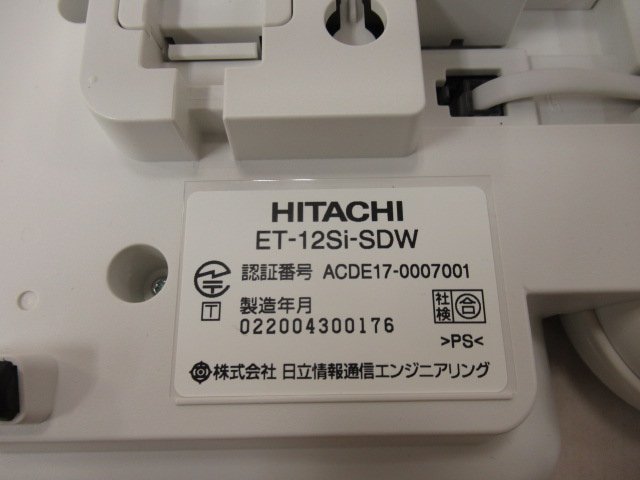 HITACHI
ET-12Si-SDW
認証番号 ACDE17-0007001
T
製造年月
022004300176
社検 合
>PS<
株式会社 日立情報通信エンジニアリング